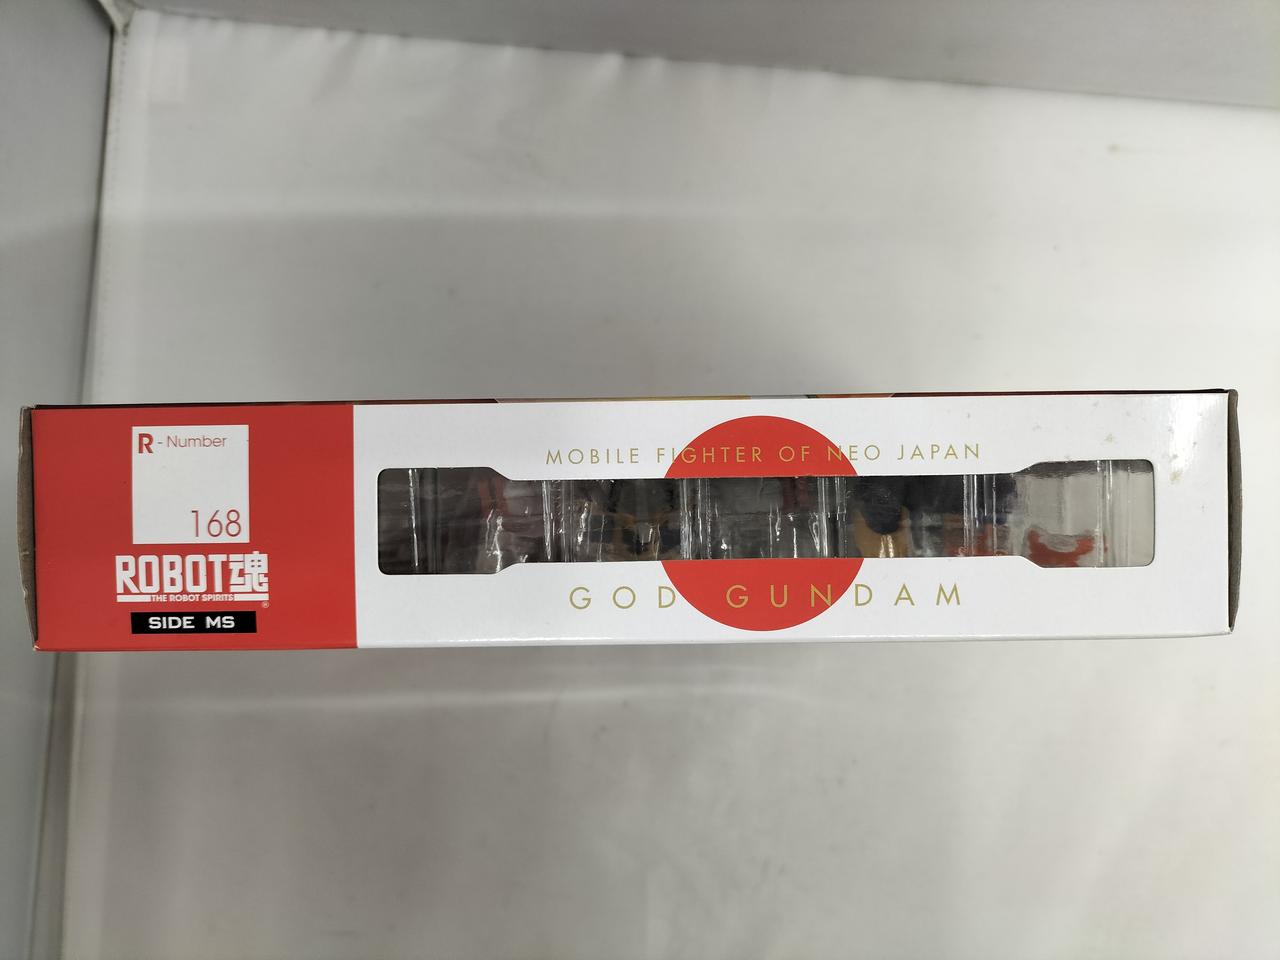 R - Number
168
ROBOT魂
THE ROBOT SPIRITS
®
SIDE MS
MOBILE FIGHTER OF NEO JAPAN
GOD GUNDAM